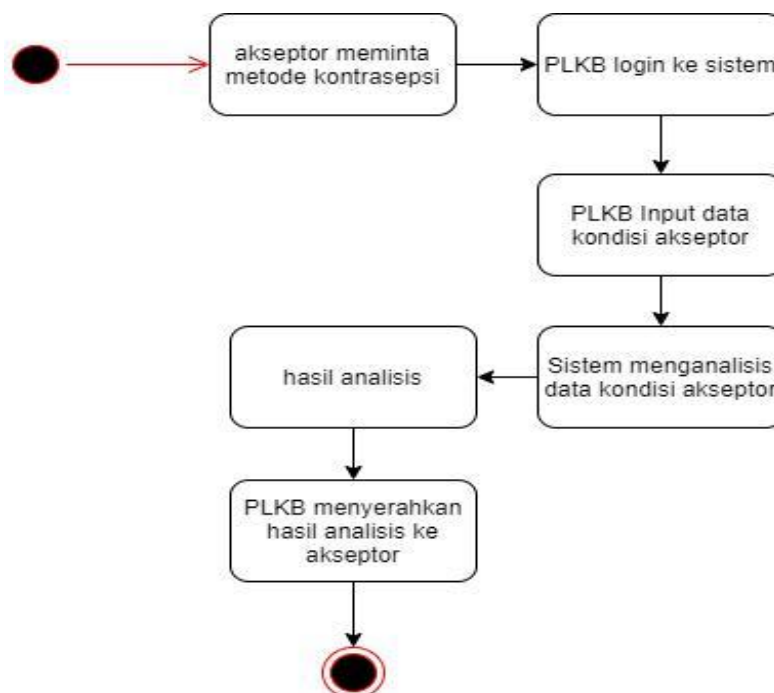 akseptor meminta
metode kontrasepsi
PLKB login ke sistem
PLKB Input data
kondisi akseptor
Sistem menganalisis
data kondisi akseptor
hasil analisis
PLKB menyerahkan
hasil analisis ke
akseptor